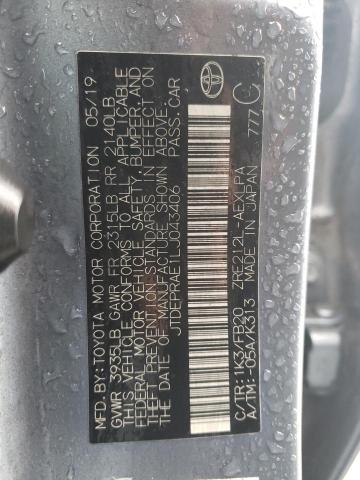 MFD.BY:TOYOTA MOTOR CORPORATION 05/19
GVWR 3935LB GAWR FR 2315LB RR 2140LB
THIS VEHICLE CONFORMS TO ALL APPLICABLE
FEDERAL MOTOR VEHICLE SAFETY, BUMPER, AND
THEFT PREVENTION STANDARDS IN EFFECT ON
THE DATE OF MANUFACTURE SHOWN ABOVE.
JTDEPRAE1LJ043406 PASS.CAR
C/TR:1K3/FB20 ZRE212L-AEXPPA 777 C
A/TM:-05A/K313 MADE IN JAPAN